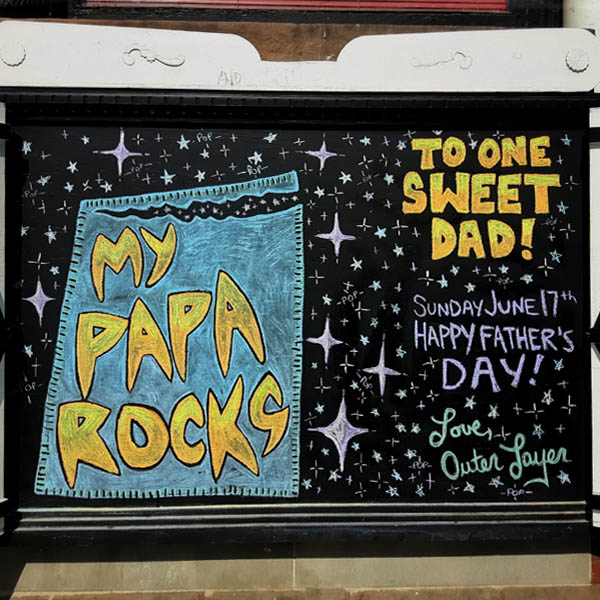 AND
MY
PAPA
ROCKS
TO ONE
SWEET
DAD!
SUNDAY JUNE 17th
HAPPY FATHER'S
DAY!
Love,
Outer Layer
POP
POP
POP
POP
POP
POP
POP